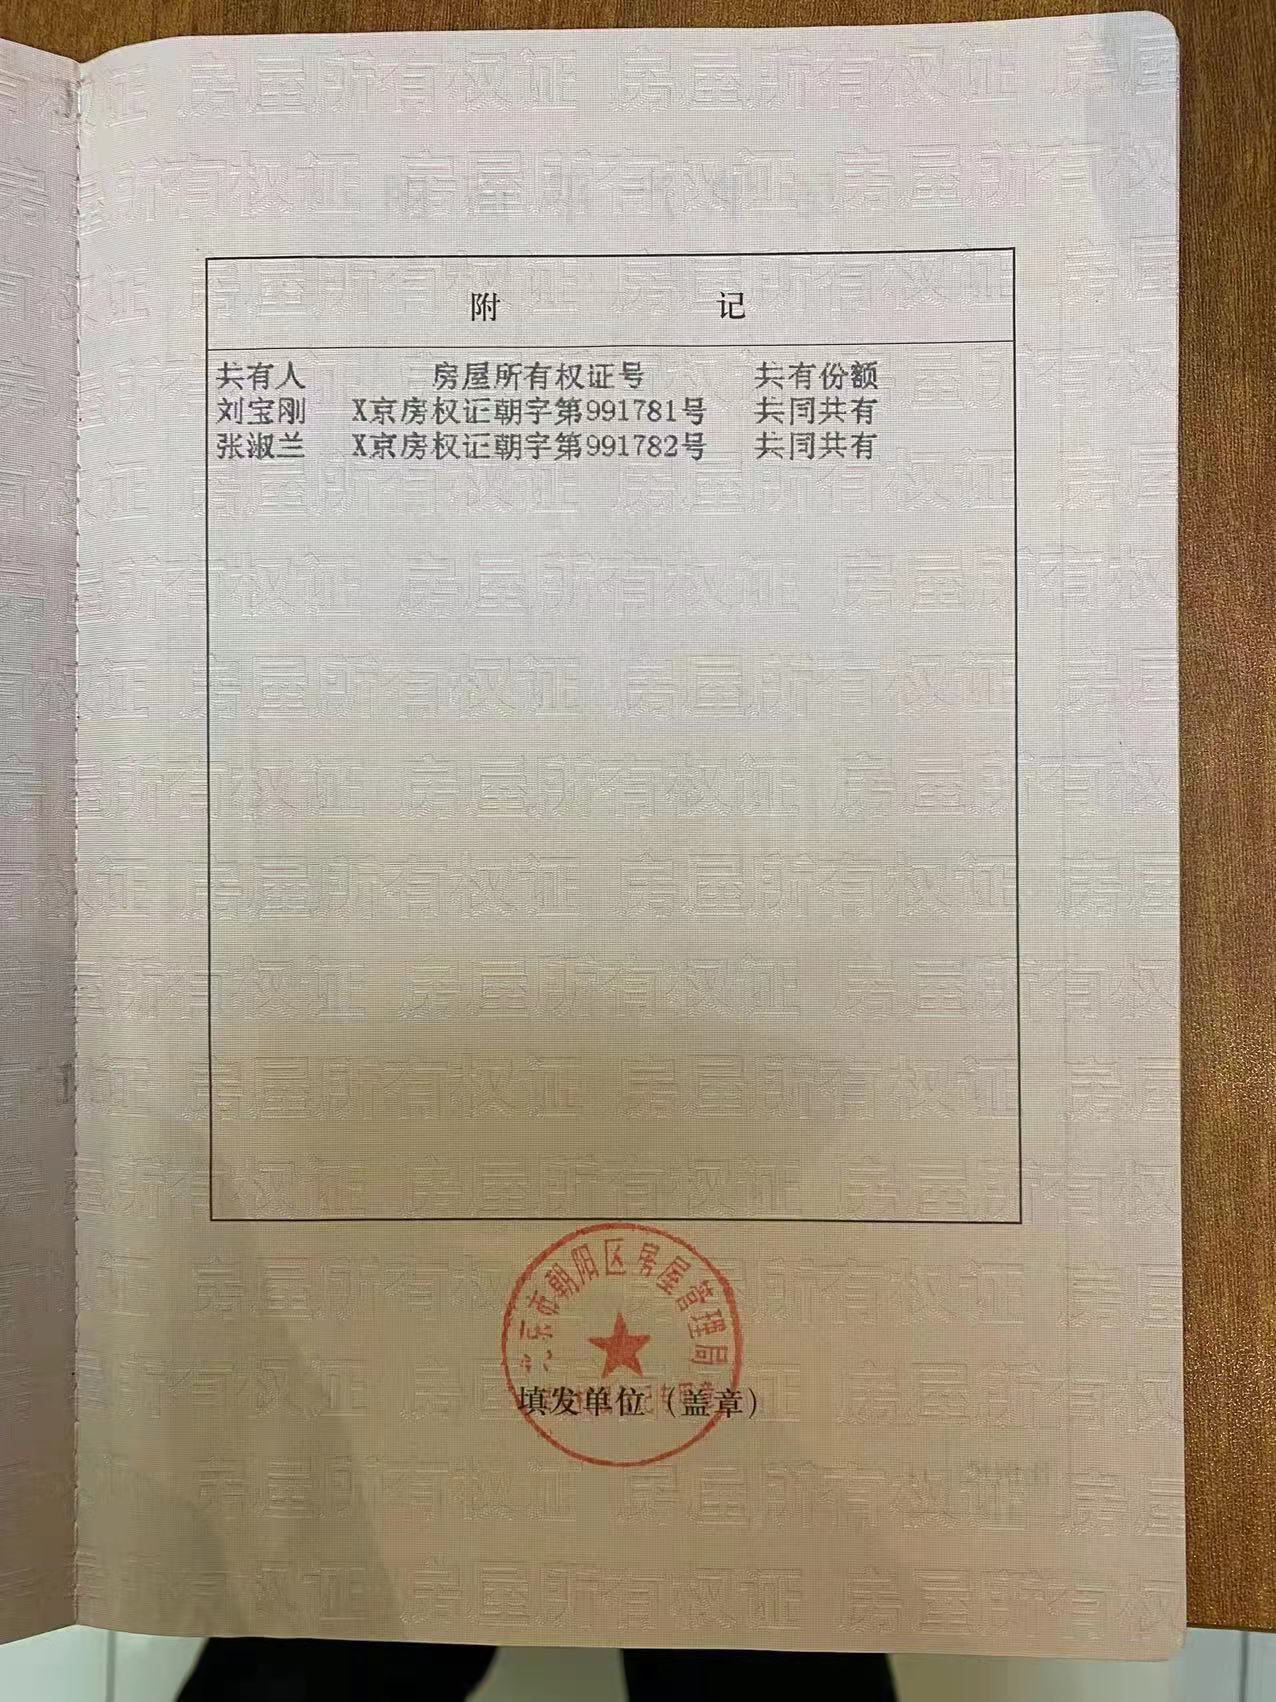 附 记
共有人 房屋所有权证号 共有份额
刘宝刚 X京房权证朝字第991781号 共同共有
张淑兰 X京房权证朝字第991782号 共同共有
北京市朝阳区房屋管理局
填发单位（盖章）